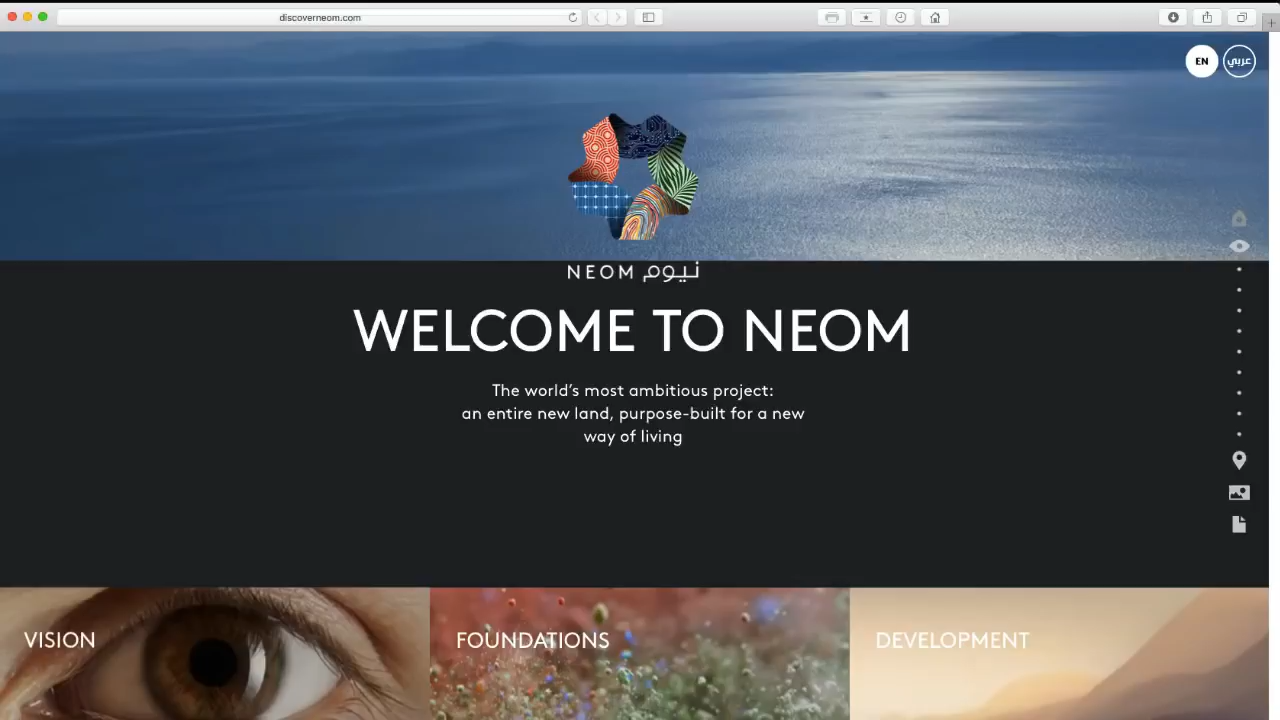 discoverneom.com
EN
عربي
NEOM نيوم
WELCOME TO NEOM
The world's most ambitious project:
an entire new land, purpose-built for a new
way of living
VISION
FOUNDATIONS
DEVELOPMENT